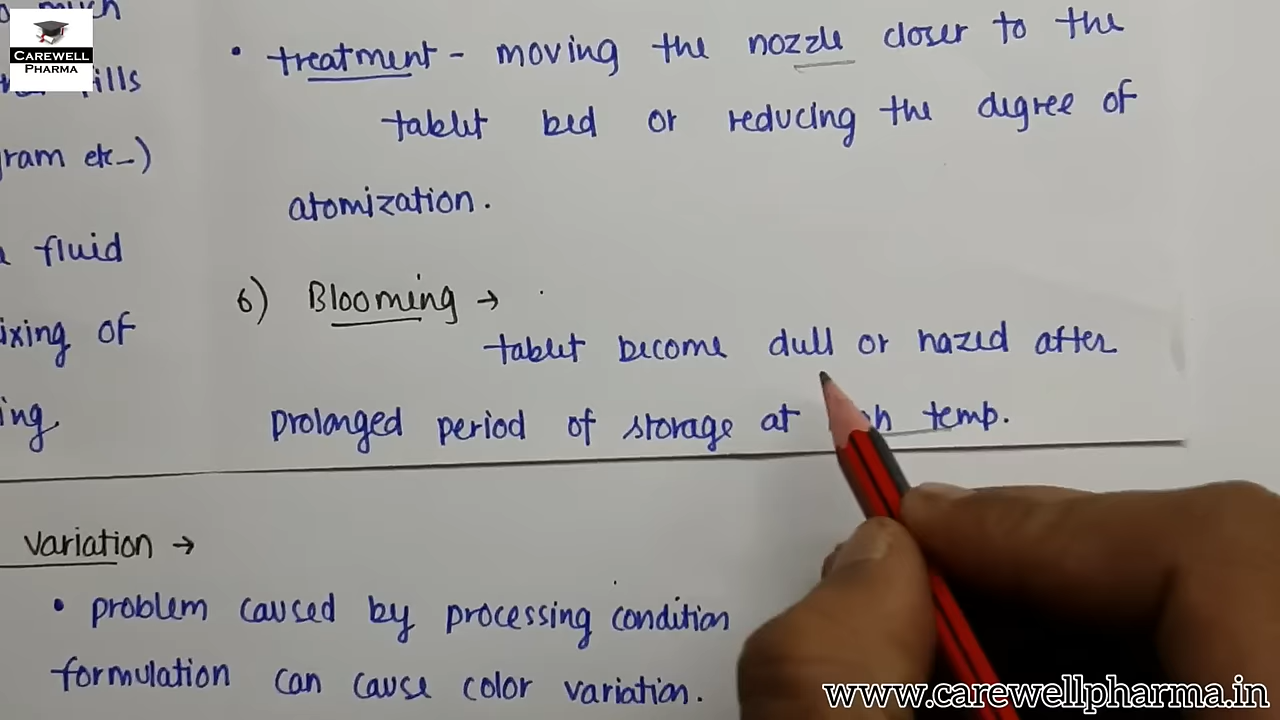 CAREWELL
PHARMA
fills
gram etc-)
fluid
ixing of
ing
• treatment - moving the nozzle closer to the
tablet bed or reducing the degree of
atomization.
6) Blooming →
tablet become dull or hazed after
prolonged period of storage at temp.
variation →
• problem caused by processing condition
formulation can cause color variation.
www.carewellpharma.in